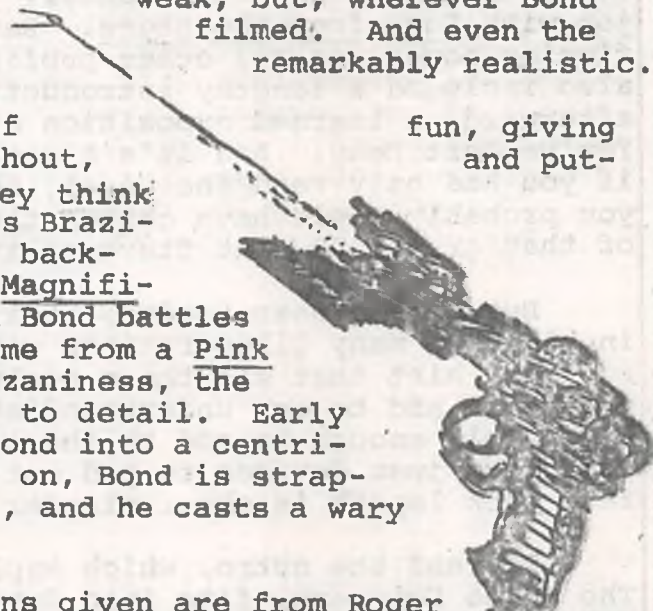 weak, but, wherever Bond
filmed. And even the
remarkably realistic.
f fun, giving
hout, and put-
ey think
s Brazi-
back-
Magnifi-
Bond battles
me from a Pink
zaniness, the
to detail. Early
ond into a centri-
on, Bond is strap-
, and he casts a wary
ns given are from Roger